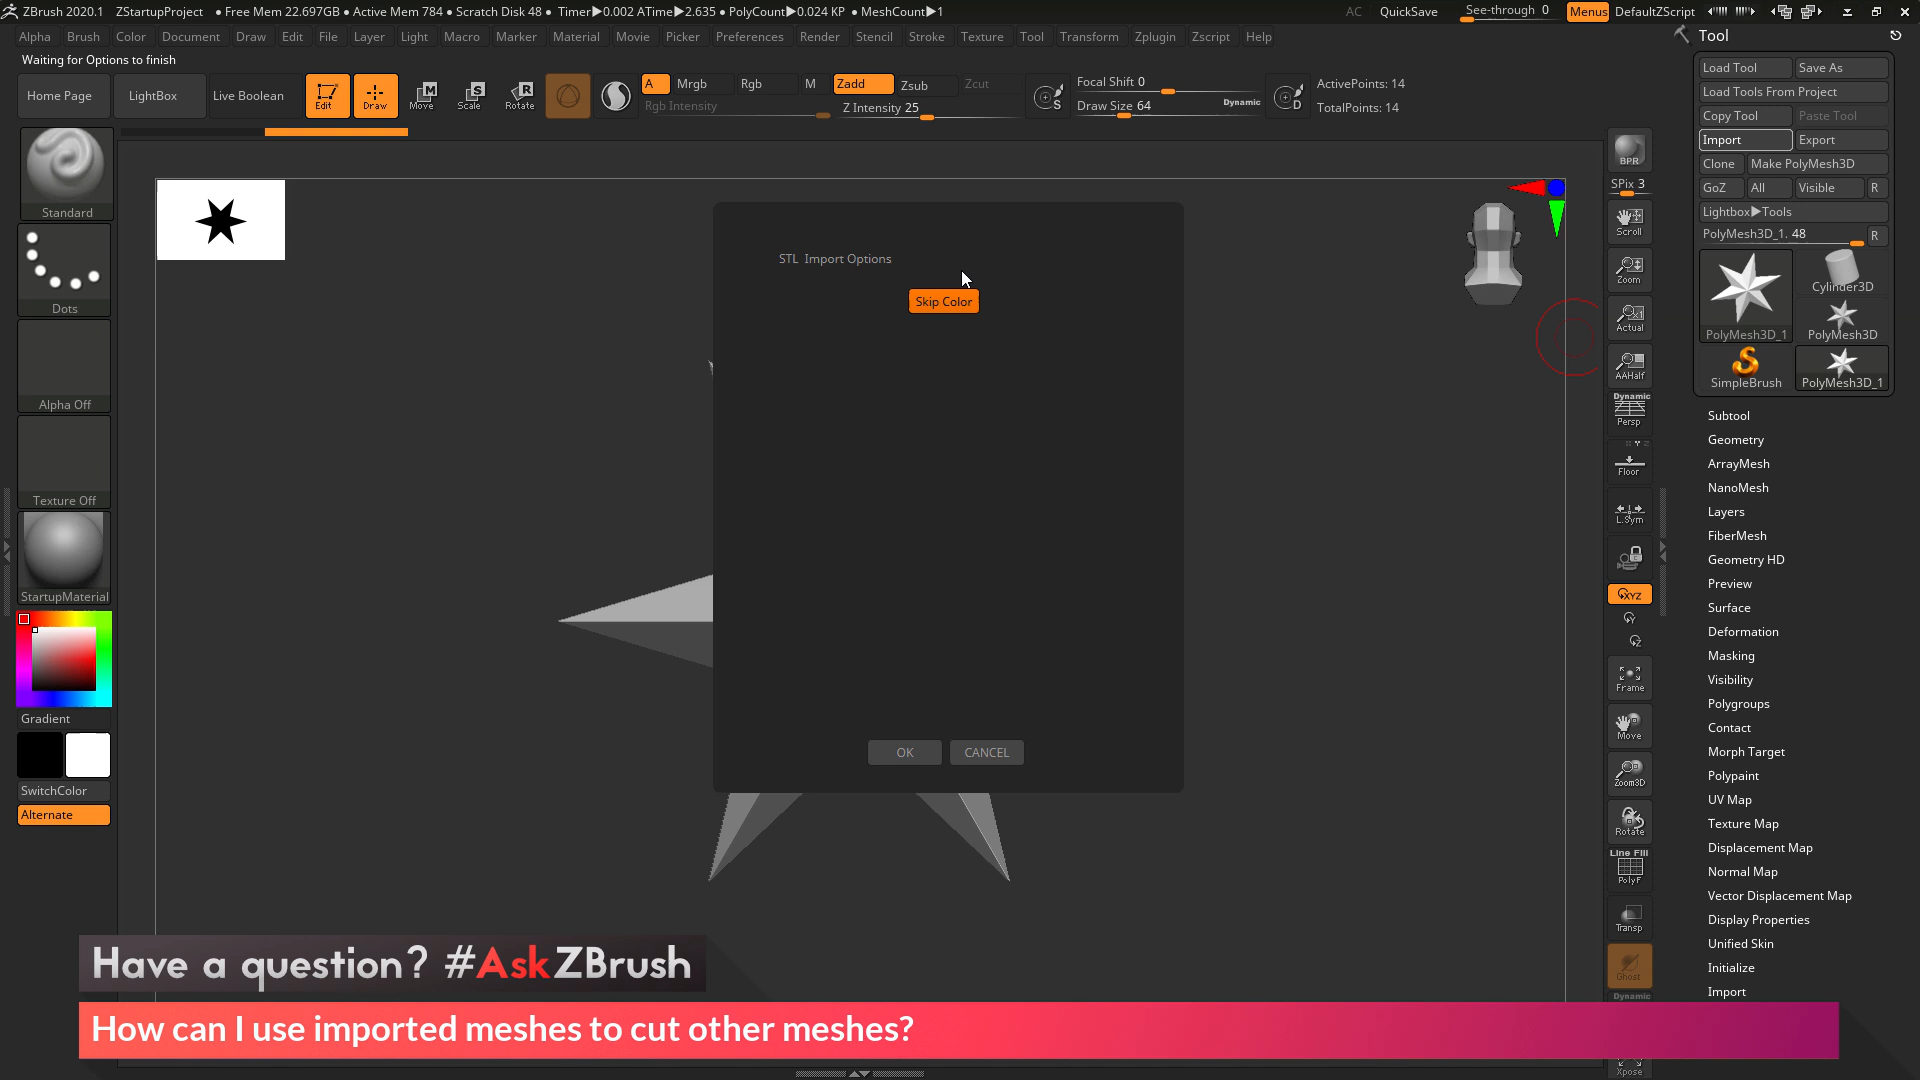 ZBrush 2020.1 ZStartupProject • Free Mem 22.697GB • Active Mem 784 • Scratch Disk 48 • Timer▶0.002 ATime▶2.635 • PolyCount▶0.024 KP • MeshCount▶1 AC QuickSave See-through 0 Menus DefaultZScript
Alpha Brush Color Document Draw Edit File Layer Light Macro Marker Material Movie Picker Preferences Render Stencil Stroke Texture Tool Transform Zplugin Zscript Help
Waiting for Options to finish
Home Page LightBox Live Boolean Edit Draw Move Scale Rotate
A Mrgb Rgb M Zadd Zsub Zcut
Rgb Intensity Z Intensity 25
S Focal Shift 0
Draw Size 64 Dynamic D
ActivePoints: 14
TotalPoints: 14
Standard
Dots
Alpha Off
Texture Off
StartupMaterial
Gradient
SwitchColor
Alternate
STL Import Options
Skip Color
OK CANCEL
BPR
SPix 3
Scroll
Zoom
Actual
AAHalf
Dynamic
Persp
Floor
L.Sym
XYZ
Y
Z
Frame
Move
Zoom3D
Rotate
Line Fill
PolyF
Transp
Ghost
Dynamic
Xpose
Tool
Load Tool Save As
Load Tools From Project
Copy Tool Paste Tool
Import Export
Clone Make PolyMesh3D
GoZ All Visible R
Lightbox▶Tools
PolyMesh3D_1. 48 R
PolyMesh3D_1
Cylinder3D
PolyMesh3D
SimpleBrush
PolyMesh3D_1
Subtool
Geometry
ArrayMesh
NanoMesh
Layers
FiberMesh
Geometry HD
Preview
Surface
Deformation
Masking
Visibility
Polygroups
Contact
Morph Target
Polypaint
UV Map
Texture Map
Displacement Map
Normal Map
Vector Displacement Map
Display Properties
Unified Skin
Initialize
Import
Have a question? #AskZBrush
How can I use imported meshes to cut other meshes?